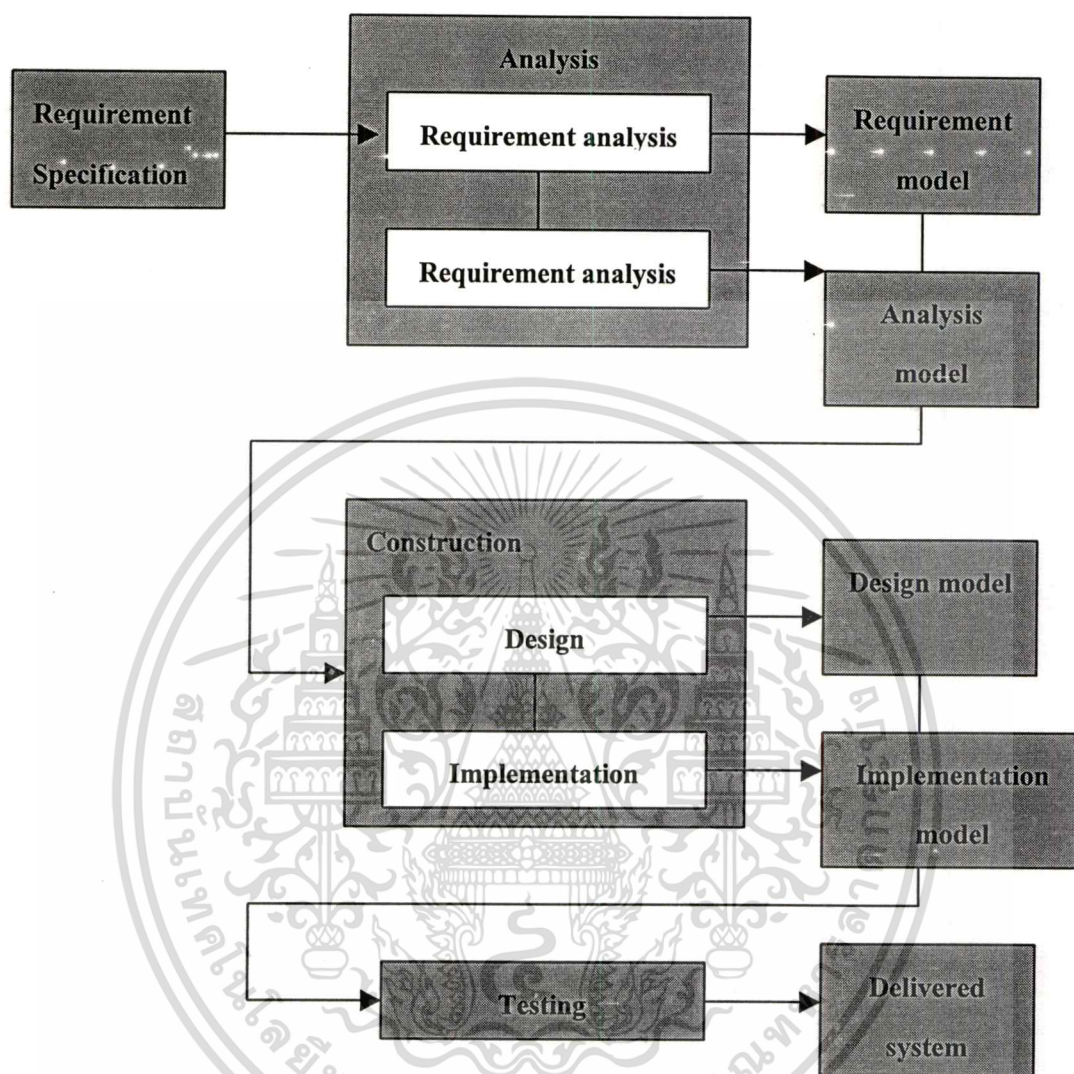 Analysis
Requirement
Specification
Requirement analysis
Requirement
model
Requirement analysis
Analysis
model
Construction
Design
Design model
Implementation
Implementation
model
Testing
Delivered
system